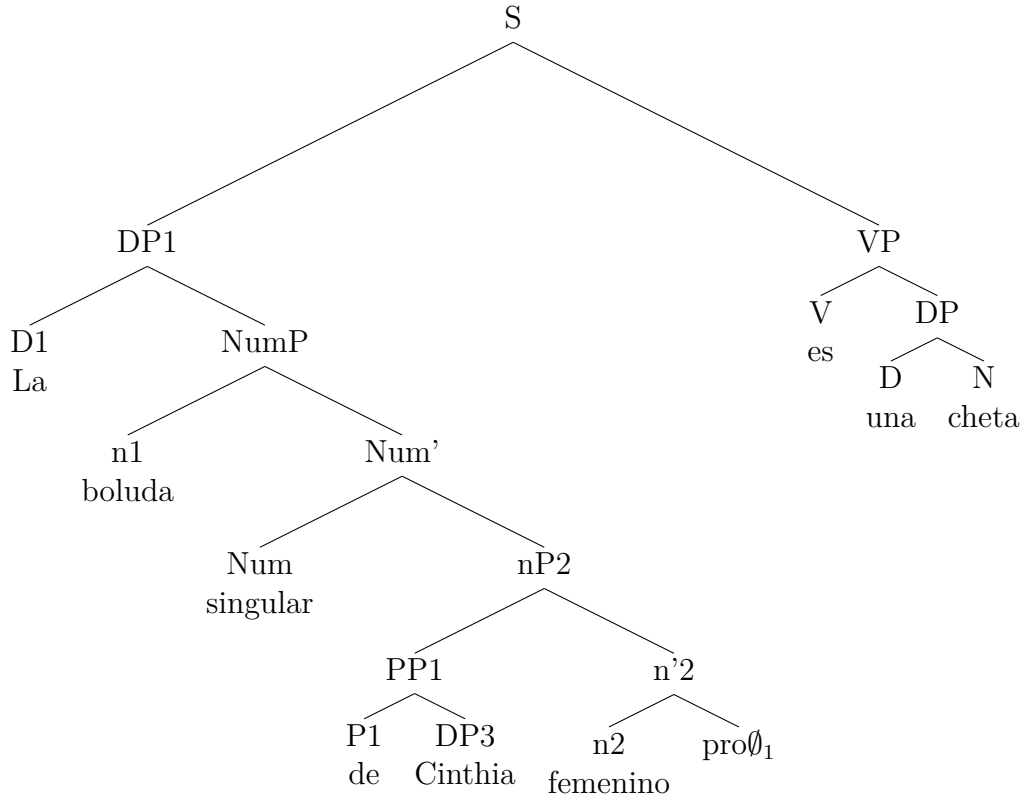 S
DP1 VP
D1 NumP V DP
La es
n1 Num' D N
boluda una cheta
Num nP2
singular
PP1 n'2
P1 DP3 n2 pro∅₁
de Cinthia femenino